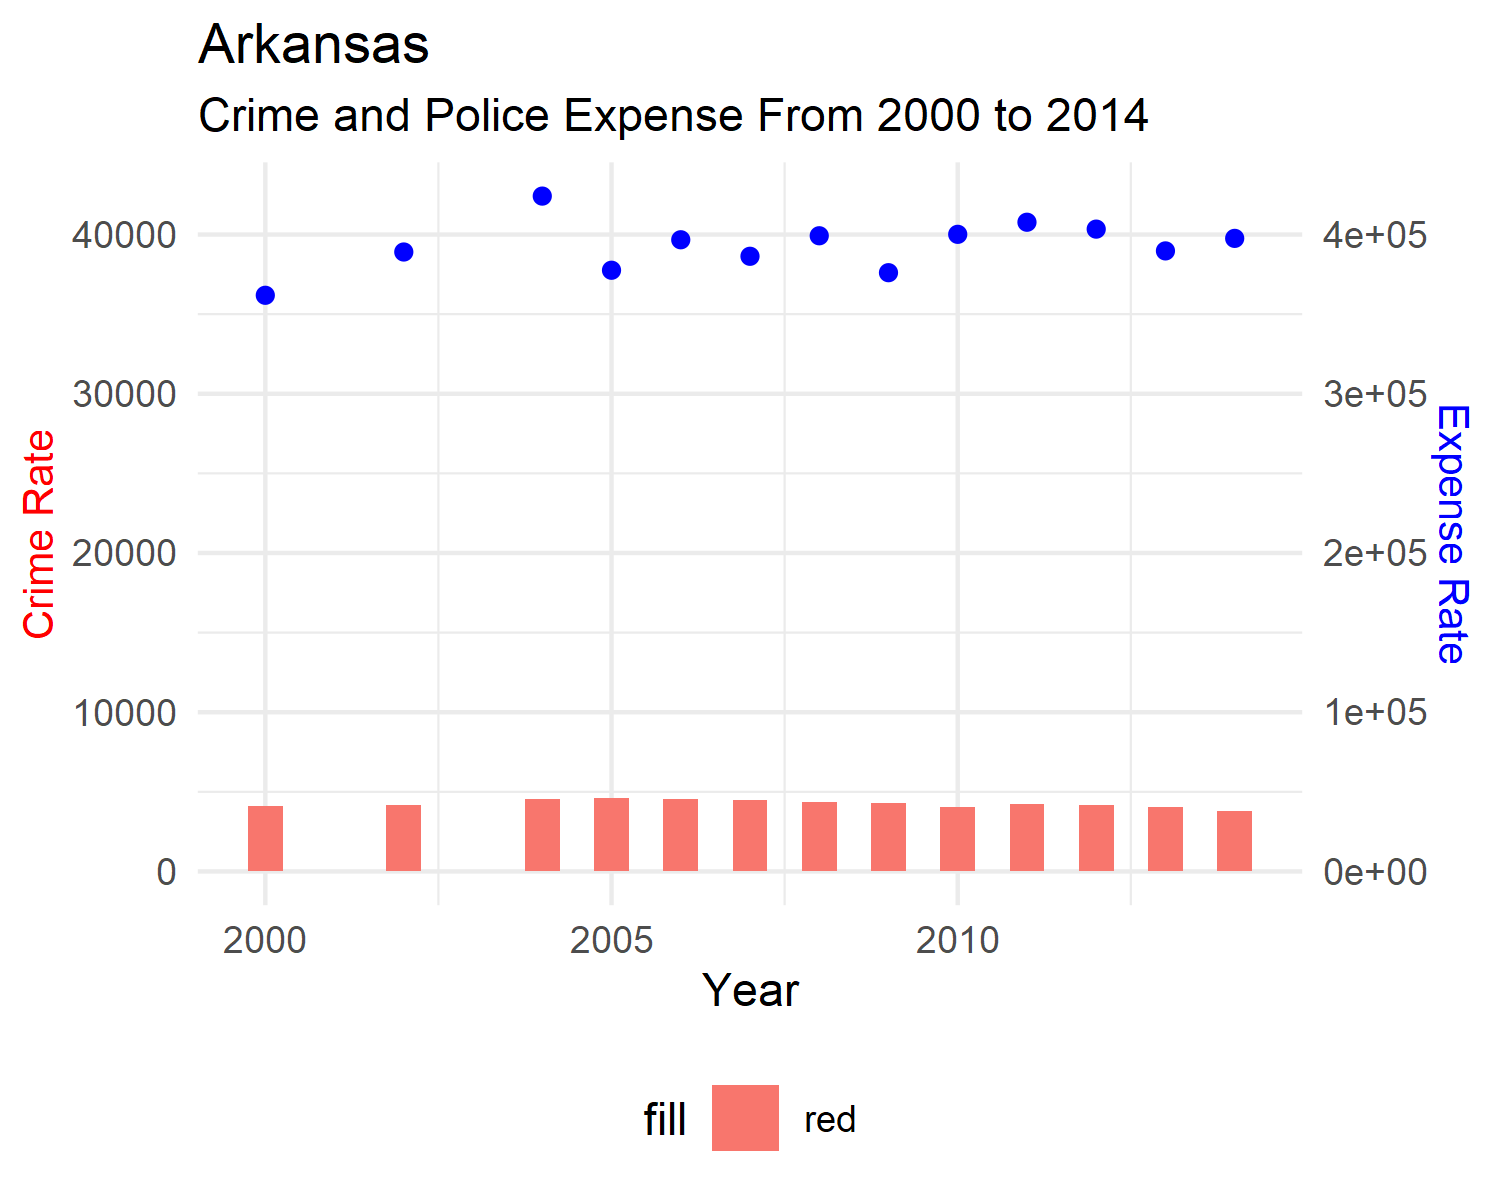 Arkansas
Crime and Police Expense From 2000 to 2014
Crime Rate
40000
30000
20000
10000
0
4e+05
3e+05
2e+05
1e+05
0e+00
Expense Rate
2000 2005 2010
Year
fill red